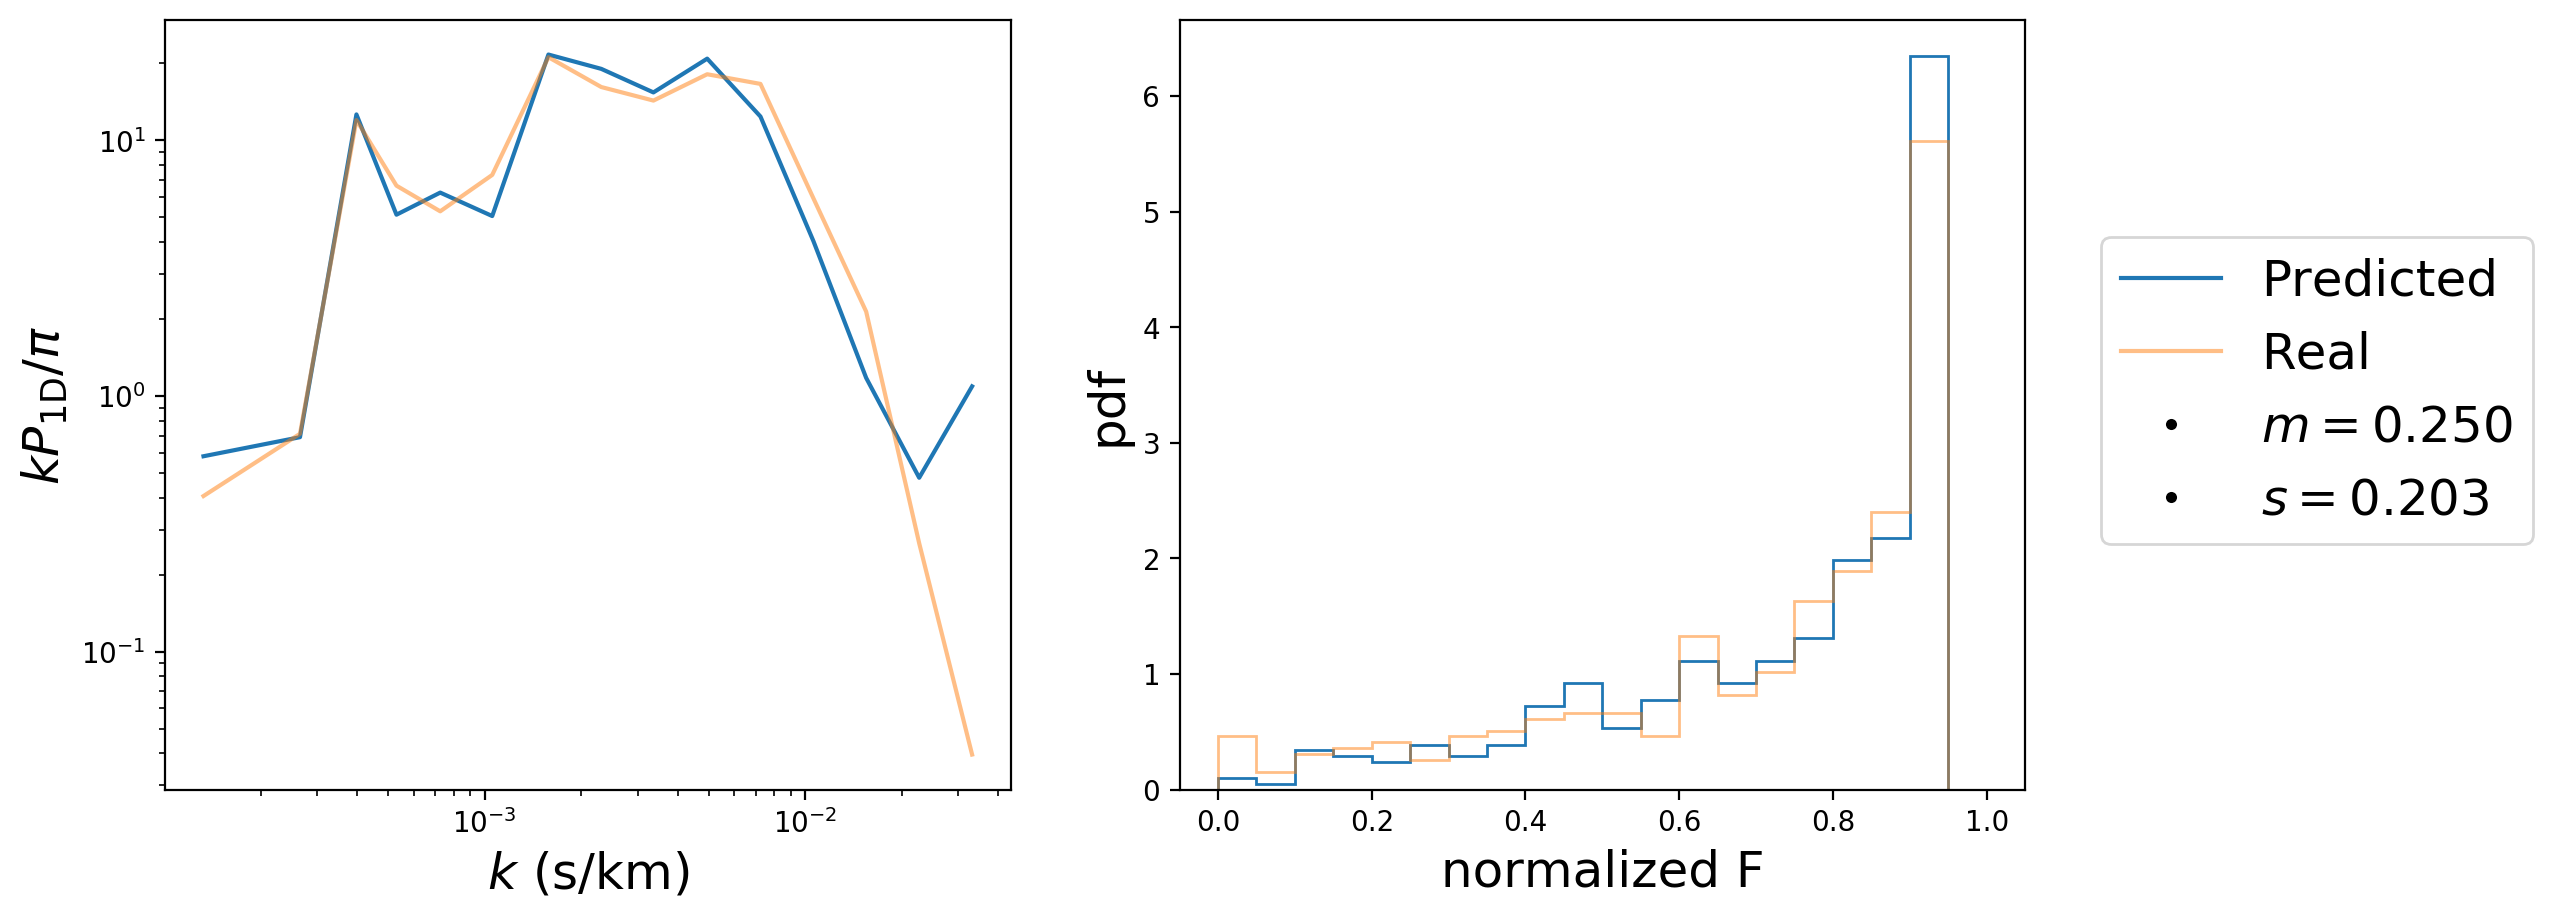 10¹
10⁰
10⁻¹
kP₁D/π
10⁻³ 10⁻²
k (s/km)
6
5
4
3
2
1
0
pdf
0.0 0.2 0.4 0.6 0.8 1.0
normalized F
Predicted
Real
m = 0.250
s = 0.203